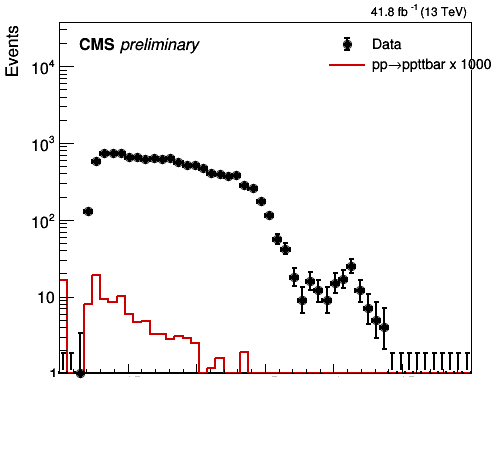 41.8 fb⁻¹ (13 TeV)
Events
CMS preliminary
Data
pp→ppttbar x 1000
10⁴
10³
10²
10
1